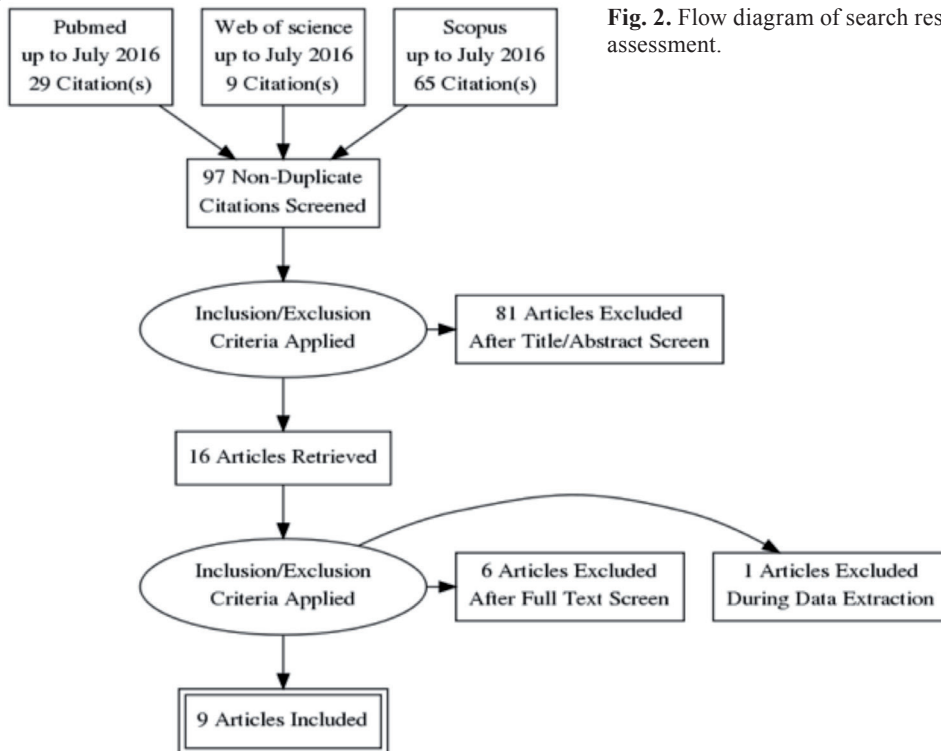 Pubmed
up to July 2016
29 Citation(s)
Web of science
up to July 2016
9 Citation(s)
Scopus
up to July 2016
65 Citation(s)
Fig. 2. Flow diagram of search res
assessment.
97 Non-Duplicate
Citations Screened
Inclusion/Exclusion
Criteria Applied
81 Articles Excluded
After Title/Abstract Screen
16 Articles Retrieved
Inclusion/Exclusion
Criteria Applied
6 Articles Excluded
After Full Text Screen
1 Articles Excluded
During Data Extraction
9 Articles Included